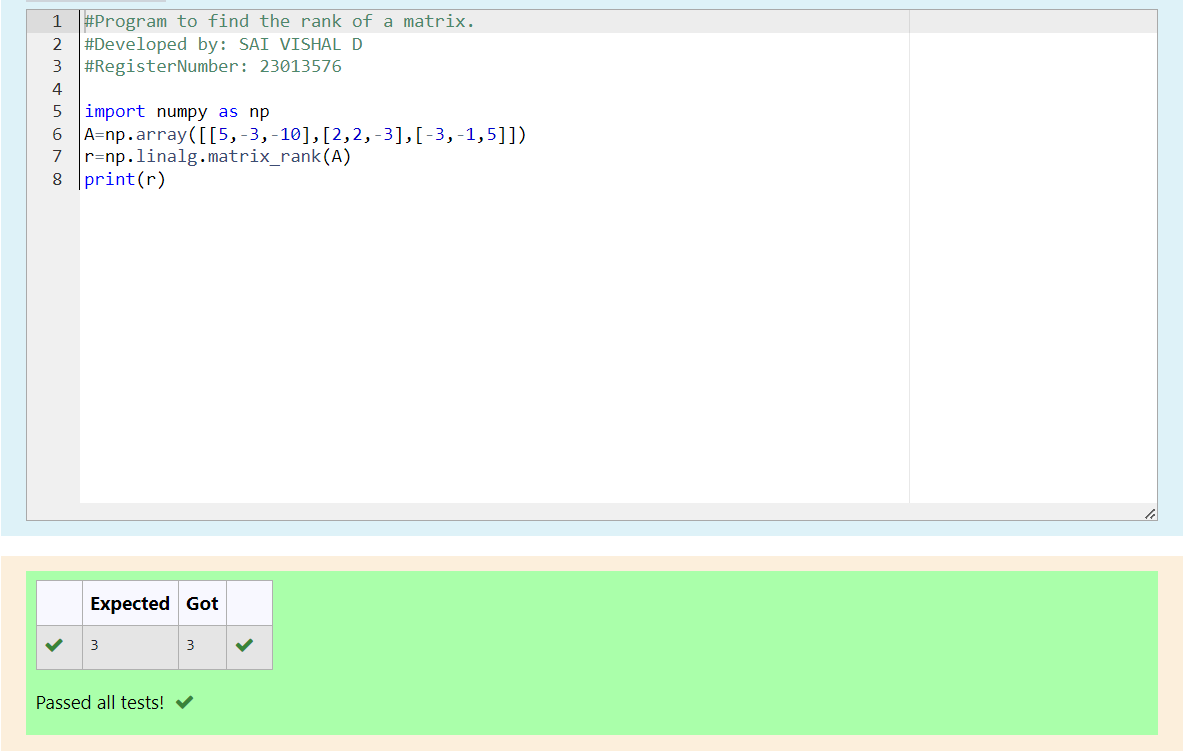 1 #Program to find the rank of a matrix.
2 #Developed by: SAI VISHAL D
3 #RegisterNumber: 23013576
4
5 import numpy as np
6 A=np.array([[5,-3,-10],[2,2,-3],[-3,-1,5]])
7 r=np.linalg.matrix_rank(A)
8 print(r)
Expected Got
3 3
Passed all tests!